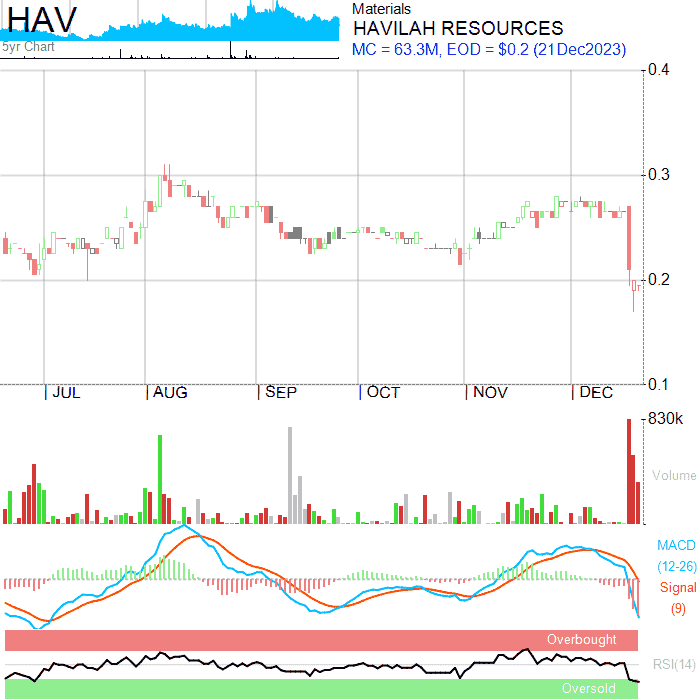 HAV
5yr Chart
Materials
HAVILAH RESOURCES
MC = 63.3M, EOD = $0.2 (21Dec2023)
0.4
0.3
0.2
0.1
JUL
AUG
SEP
OCT
NOV
DEC
830k
Volume
MACD
(12-26)
Signal
(9)
Overbought
RSI(14)
Oversold